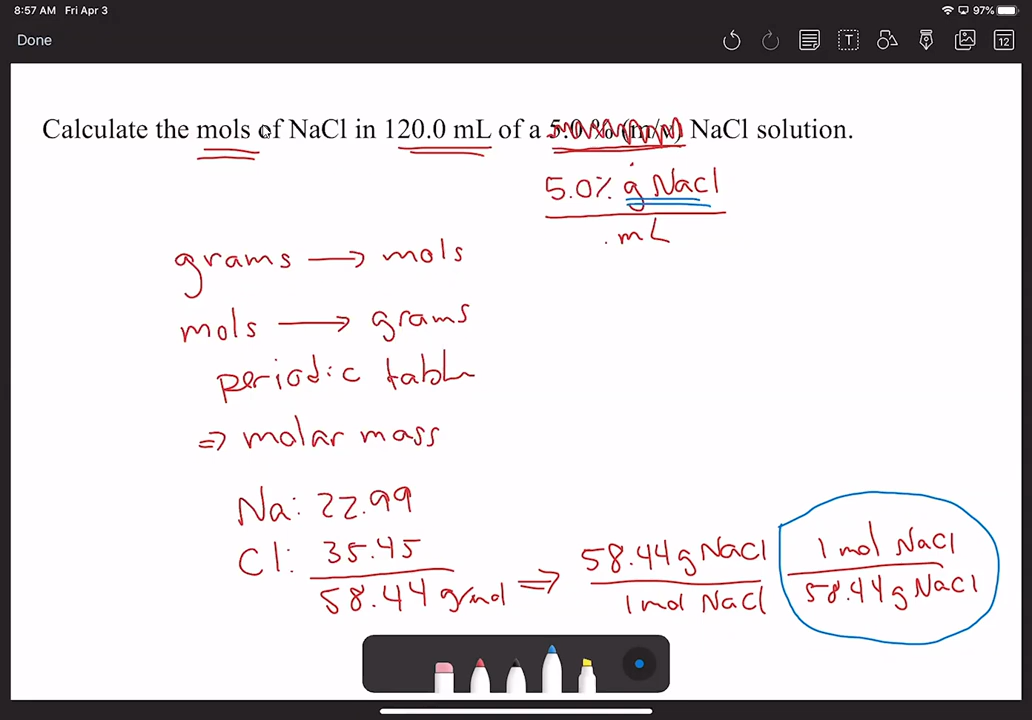 8:57 AM Fri Apr 3 97%
Done
T 12
Calculate the mols of NaCl in 120.0 mL of a 5.0 % (m/v) NaCl solution.
5.0% g NaCl
mL
grams → mols
mols → grams
periodic table
⇒ molar mass
Na: 22.99
Cl: 35.45
58.44 g/mol ⇒ 58.44 g NaCl
1 mol NaCl
1 mol NaCl
58.44 g NaCl